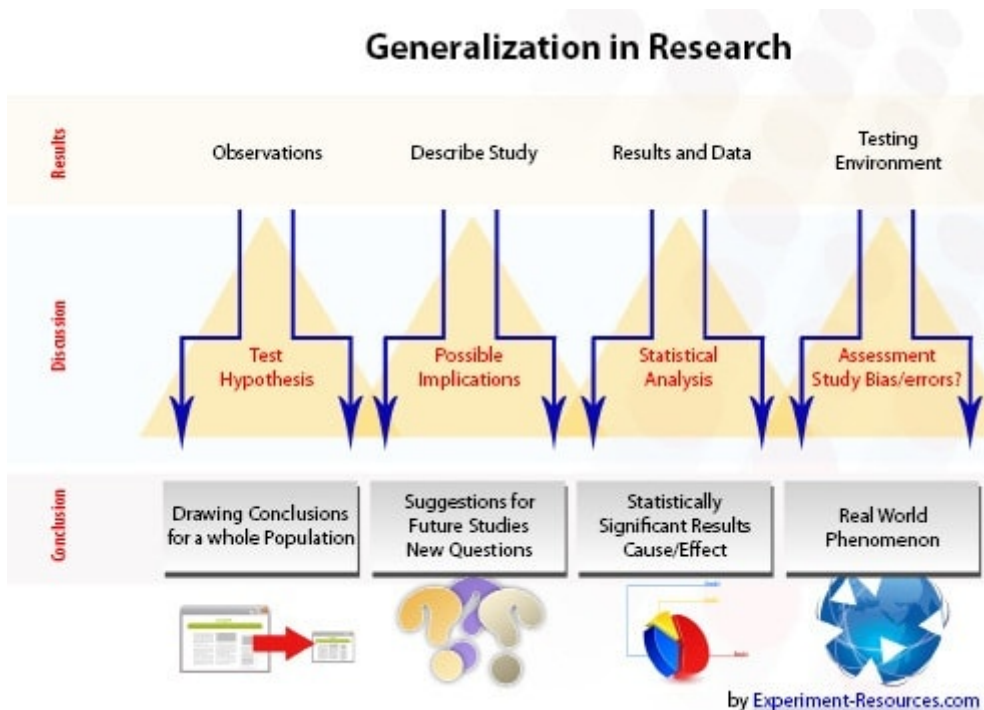 Generalization in Research
Results
Observations
Describe Study
Results and Data
Testing
Environment
Discussion
Test
Hypothesis
Possible
Implications
Statistical
Analysis
Assessment
Study Bias/errors?
Conclusion
Drawing Conclusions
for a whole Population
Suggestions for
Future Studies
New Questions
Statistically
Significant Results
Cause/Effect
Real World
Phenomenon
by Experiment-Resources.com